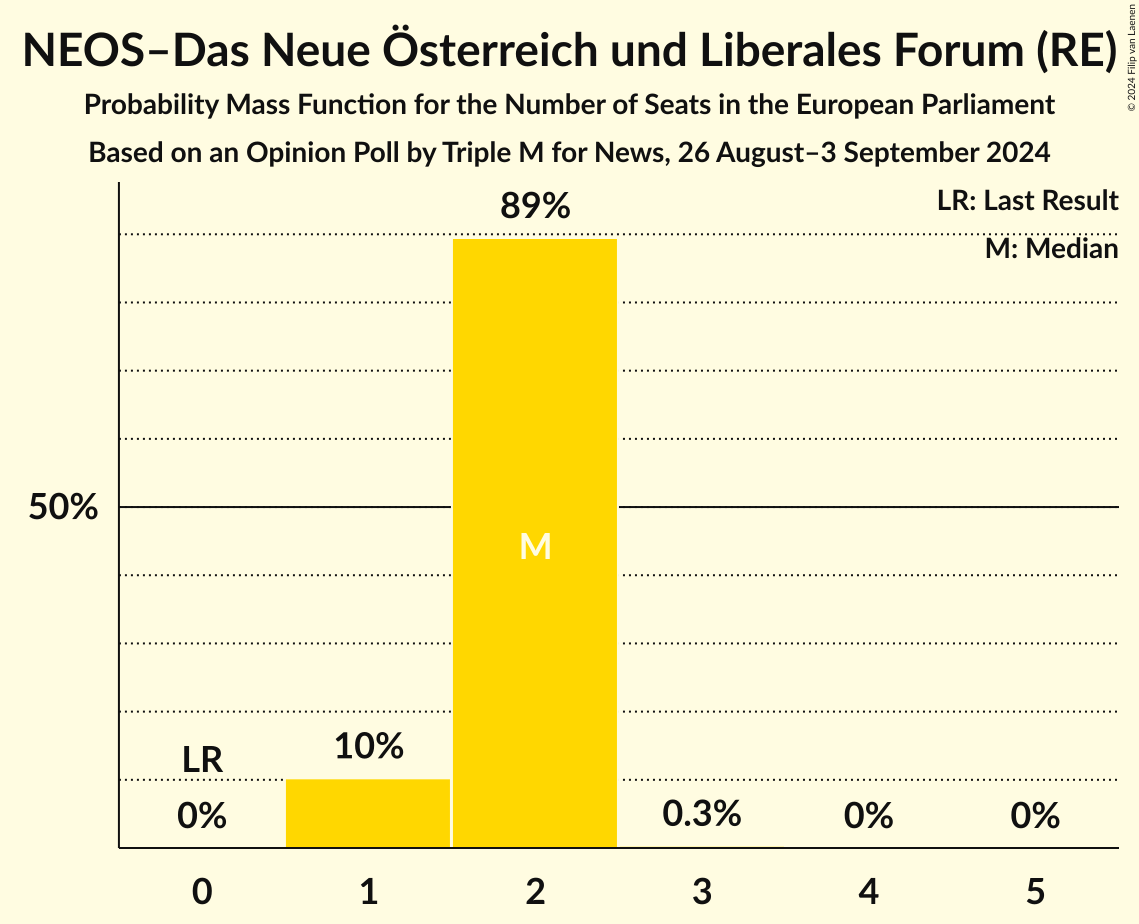 NEOS–Das Neue Österreich und Liberales Forum (RE)
© 2024 Filip van Laenen
Probability Mass Function for the Number of Seats in the European Parliament
Based on an Opinion Poll by Triple M for News, 26 August–3 September 2024
LR: Last Result
M: Median
89%
50%
M
LR
10%
0%
0.3%
0%
0%
0 1 2 3 4 5